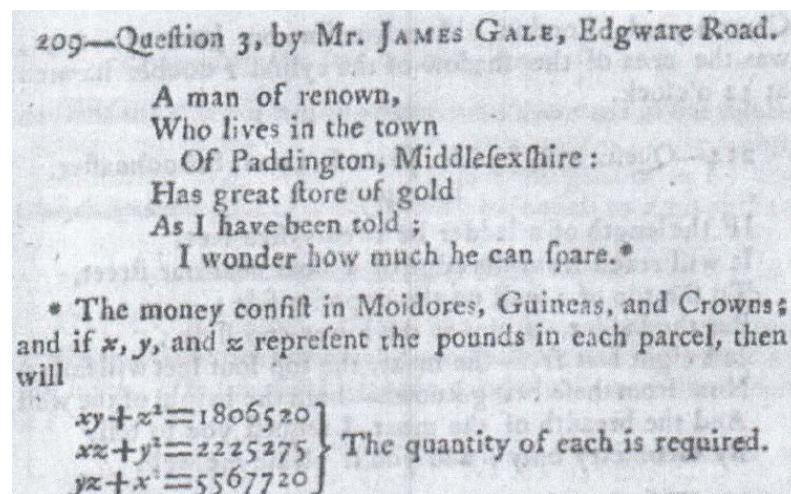 209—Queſtion 3, by Mr. JAMES GALE, Edgware Road.
A man of renown,
Who lives in the town
Of Paddington, Middleſexſhire :
Has great ſtore of gold
As I have been told ;
I wonder how much he can ſpare.*
* The money conſiſt in Moidores, Guineas, and Crowns;
and if x, y, and z repreſent the pounds in each parcel, then
will
xy+z²=1806520
xz+y²=2225275 } The quantity of each is required.
yz+x²=5567720